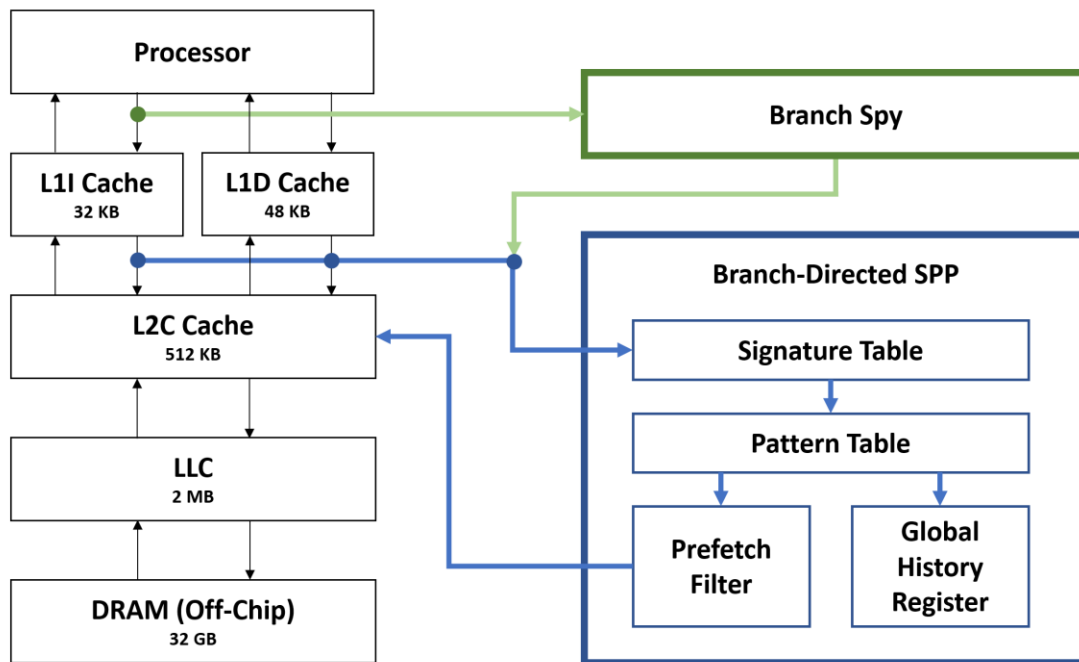 Processor
Branch Spy
L1I Cache
32 KB
L1D Cache
48 KB
Branch-Directed SPP
L2C Cache
512 KB
Signature Table
Pattern Table
LLC
2 MB
Prefetch
Filter
Global
History
Register
DRAM (Off-Chip)
32 GB